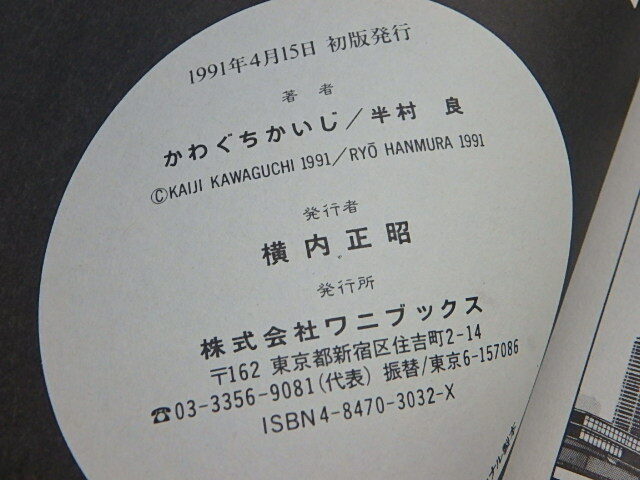 1991年4月15日 初版発行
著者
かわぐちかいじ/半村 良
©KAIJI KAWAGUCHI 1991/RYŌ HANMURA 1991
発行者
横内正昭
発行所
株式会社ワニブックス
〒162 東京都新宿区住吉町2-14
☎03-3356-9081(代表) 振替/東京6-157086
ISBN4-8470-3032-X
ナル製本